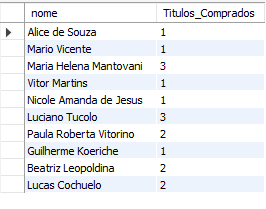 nome Titulos_Comprados
Alice de Souza 1
Mario Vicente 1
Maria Helena Mantovani 3
Vitor Martins 1
Nicole Amanda de Jesus 1
Luciano Tucolo 3
Paula Roberta Vitorino 2
Guilherme Koeriche 1
Beatriz Leopoldina 2
Lucas Cochuelo 2